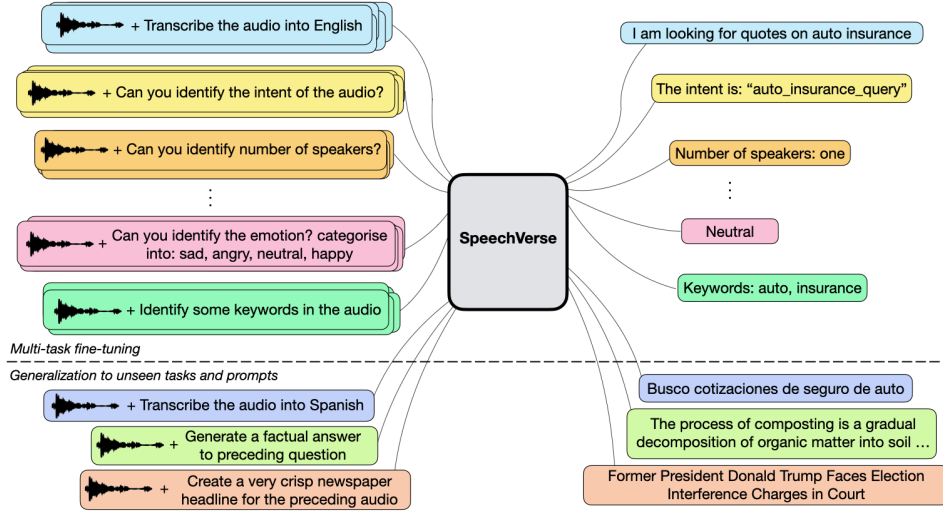 + Transcribe the audio into English
+ Can you identify the intent of the audio?
+ Can you identify number of speakers?
⋮
+ Can you identify the emotion? categorise
into: sad, angry, neutral, happy
+ Identify some keywords in the audio
Multi-task fine-tuning
SpeechVerse
I am looking for quotes on auto insurance
The intent is: “auto_insurance_query”
Number of speakers: one
⋮
Neutral
Keywords: auto, insurance
Generalization to unseen tasks and prompts
+ Transcribe the audio into Spanish
+ Generate a factual answer
to preceding question
+ Create a very crisp newspaper
headline for the preceding audio
Busco cotizaciones de seguro de auto
The process of composting is a gradual
decomposition of organic matter into soil ...
Former President Donald Trump Faces Election
Interference Charges in Court